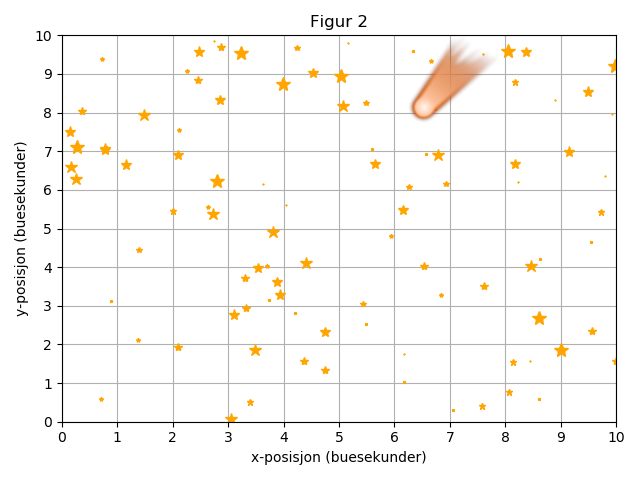 Figur 2
10
9
8
7
6
5
4
3
2
1
0
y-posisjon (buesekunder)
0 1 2 3 4 5 6 7 8 9 10
x-posisjon (buesekunder)